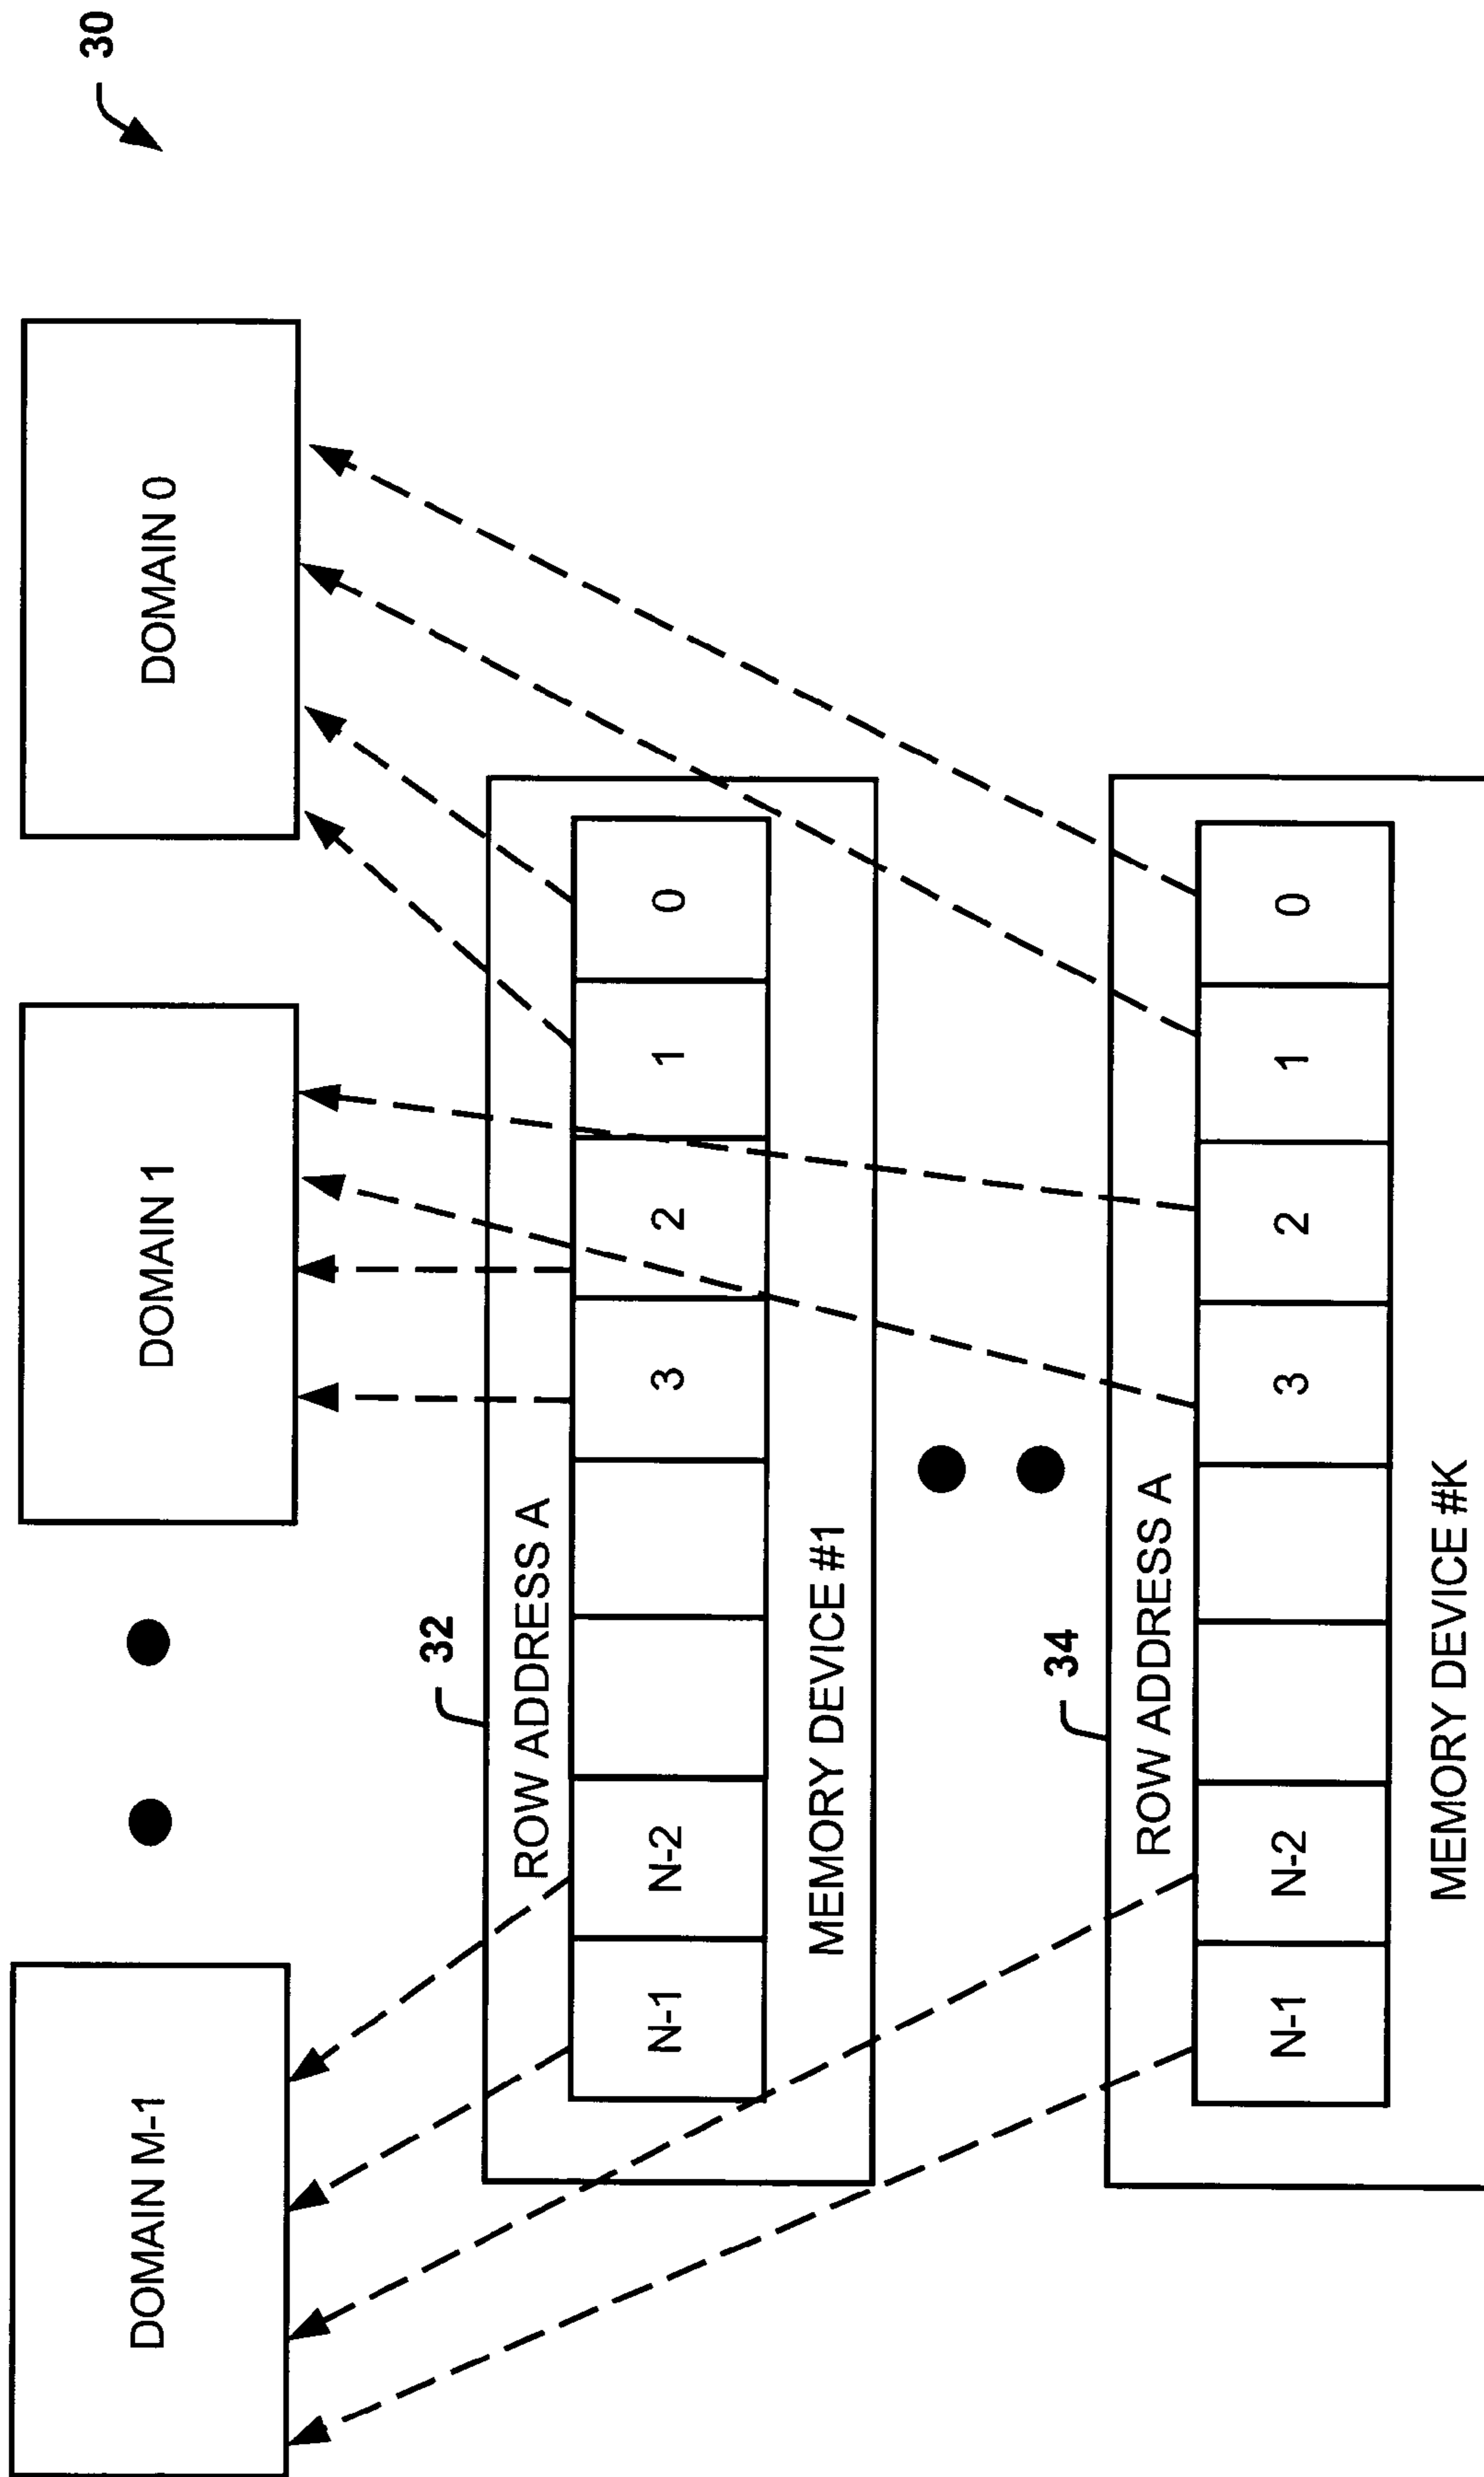 30
DOMAIN M-1
DOMAIN 1
DOMAIN 0
32
ROW ADDRESS A
N-1
N-2
3
2
1
0
MEMORY DEVICE #1
34
ROW ADDRESS A
N-1
N-2
3
2
1
0
MEMORY DEVICE #K